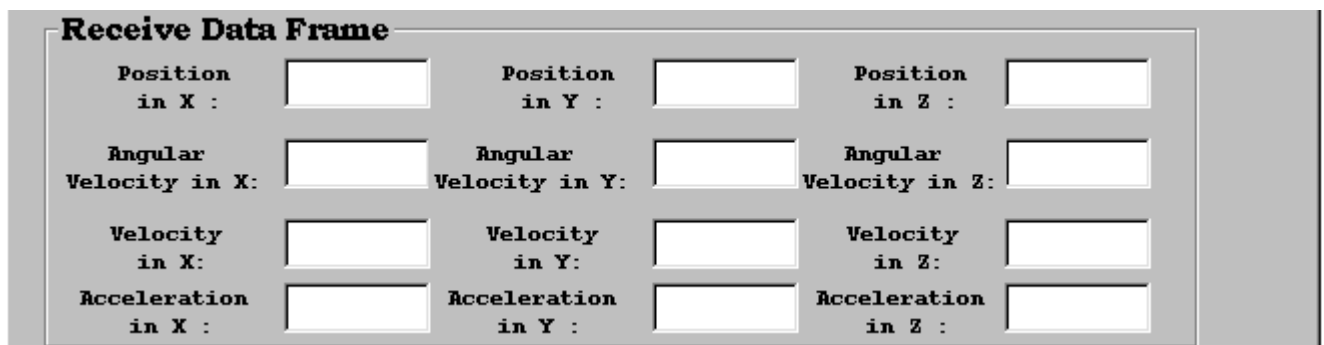 Receive Data Frame
Position Position Position
in X : in Y : in Z :
Angular Angular Angular
Velocity in X: Velocity in Y: Velocity in Z:
Velocity Velocity Velocity
in X: in Y: in Z:
Acceleration Acceleration Acceleration
in X : in Y : in Z :